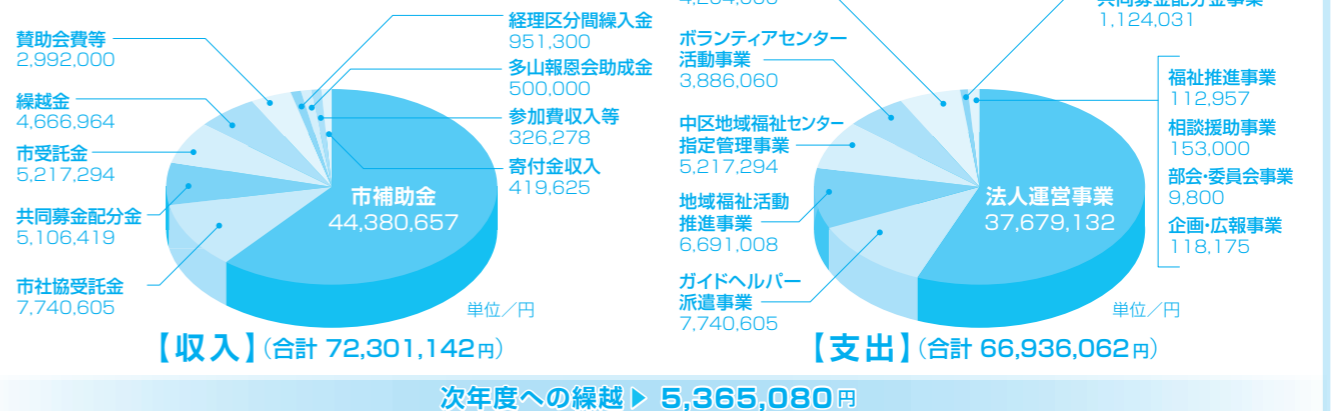 経理区分間繰入金
951,300
賛助会費等
2,992,000
多山報恩会助成金
500,000
繰越金
4,666,964
参加費収入等
326,278
市受託金
5,217,294
寄付金収入
419,625
共同募金配分金
5,106,419
市補助金
44,380,657
市社協受託金
7,740,605
単位／円
【収入】（合計 72,301,142円）
共同募金配分金事業
1,124,031
ボランティアセンター
活動事業
3,886,060
福祉推進事業
112,957
中区地域福祉センター
指定管理事業
5,217,294
相談援助事業
153,000
部会・委員会事業
9,800
地域福祉活動
推進事業
6,691,008
法人運営事業
37,679,132
企画・広報事業
118,175
ガイドヘルパー
派遣事業
7,740,605
単位／円
【支出】（合計 66,936,062円）
次年度への繰越▶ 5,365,080円